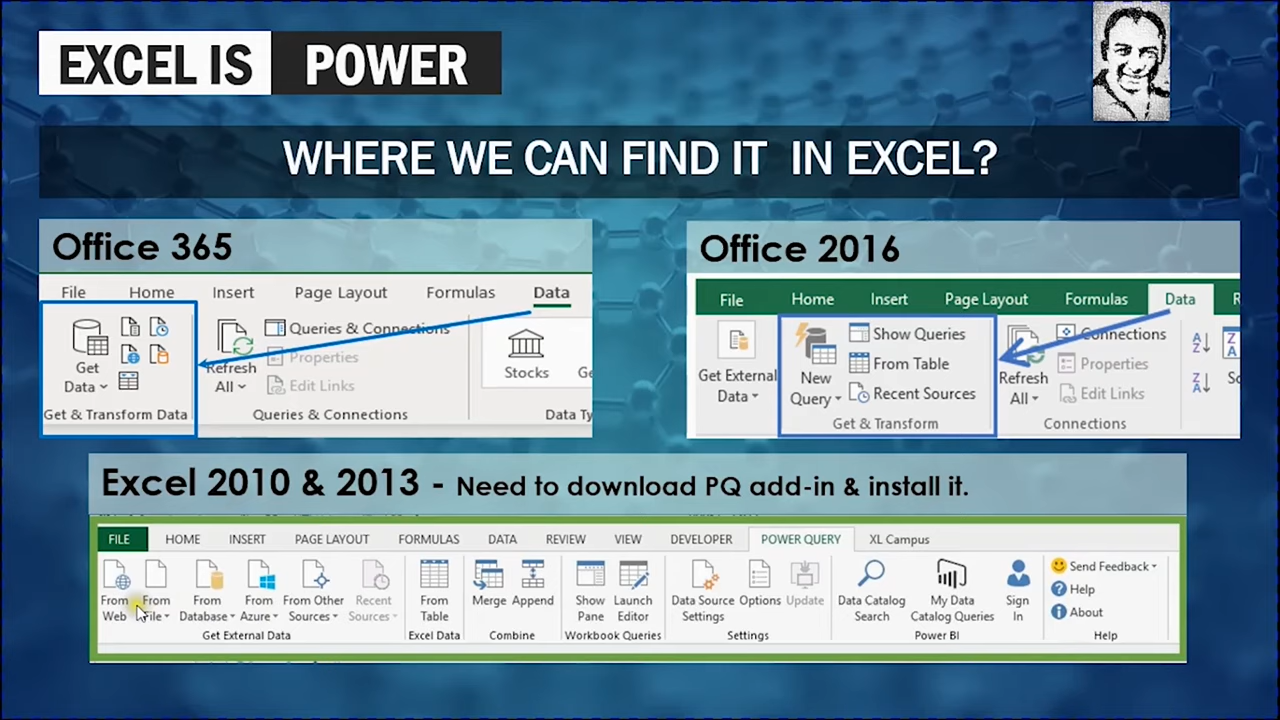 EXCEL IS POWER
WHERE WE CAN FIND IT IN EXCEL?
Office 365
File Home Insert Page Layout Formulas Data
Get
Data
Get & Transform Data
Refresh
All
Queries & Connections
Properties
Edit Links
Queries & Connections
Stocks
Ge
Data Ty
Office 2016
File Home Insert Page Layout Formulas Data R
Get External
Data
New
Query
Show Queries
From Table
Recent Sources
Get & Transform
Refresh
All
Connections
Properties
Edit Links
Connections
A
Z
Z
A
Z A
A Z
So
Excel 2010 & 2013 - Need to download PQ add-in & install it.
FILE HOME INSERT PAGE LAYOUT FORMULAS DATA REVIEW VIEW DEVELOPER POWER QUERY XL Campus
From
Web
From
File
From
Database
From
Azure
From Other
Sources
Recent
Sources
Get External Data
From
Table
Excel Data
Merge Append
Combine
Show
Pane
Launch
Editor
Workbook Queries
Data Source
Settings
Options Update
Settings
Data Catalog
Search
My Data
Catalog Queries
Sign
In
Power BI
Send Feedback
? Help
i About
Help